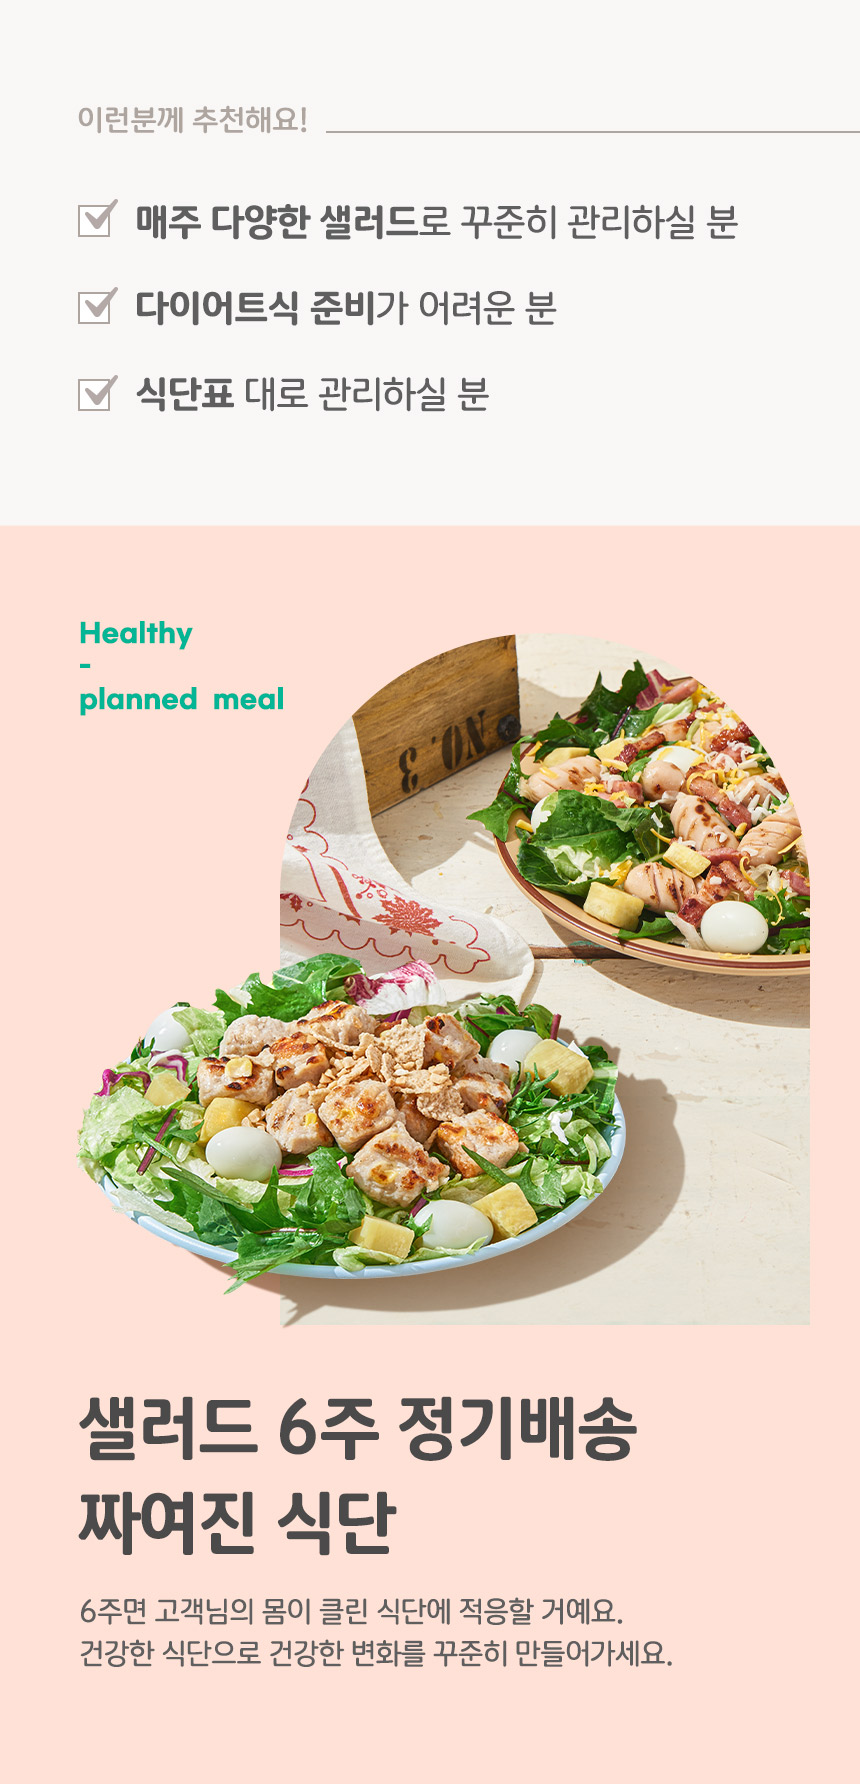 이런분께 추천해요!
매주 다양한 샐러드로 꾸준히 관리하실 분
다이어트식 준비가 어려운 분
식단표 대로 관리하실 분
Healthy
-
planned meal
NO. 3
샐러드 6주 정기배송
짜여진 식단
6주면 고객님의 몸이 클린 식단에 적응할 거예요.
건강한 식단으로 건강한 변화를 꾸준히 만들어가세요.